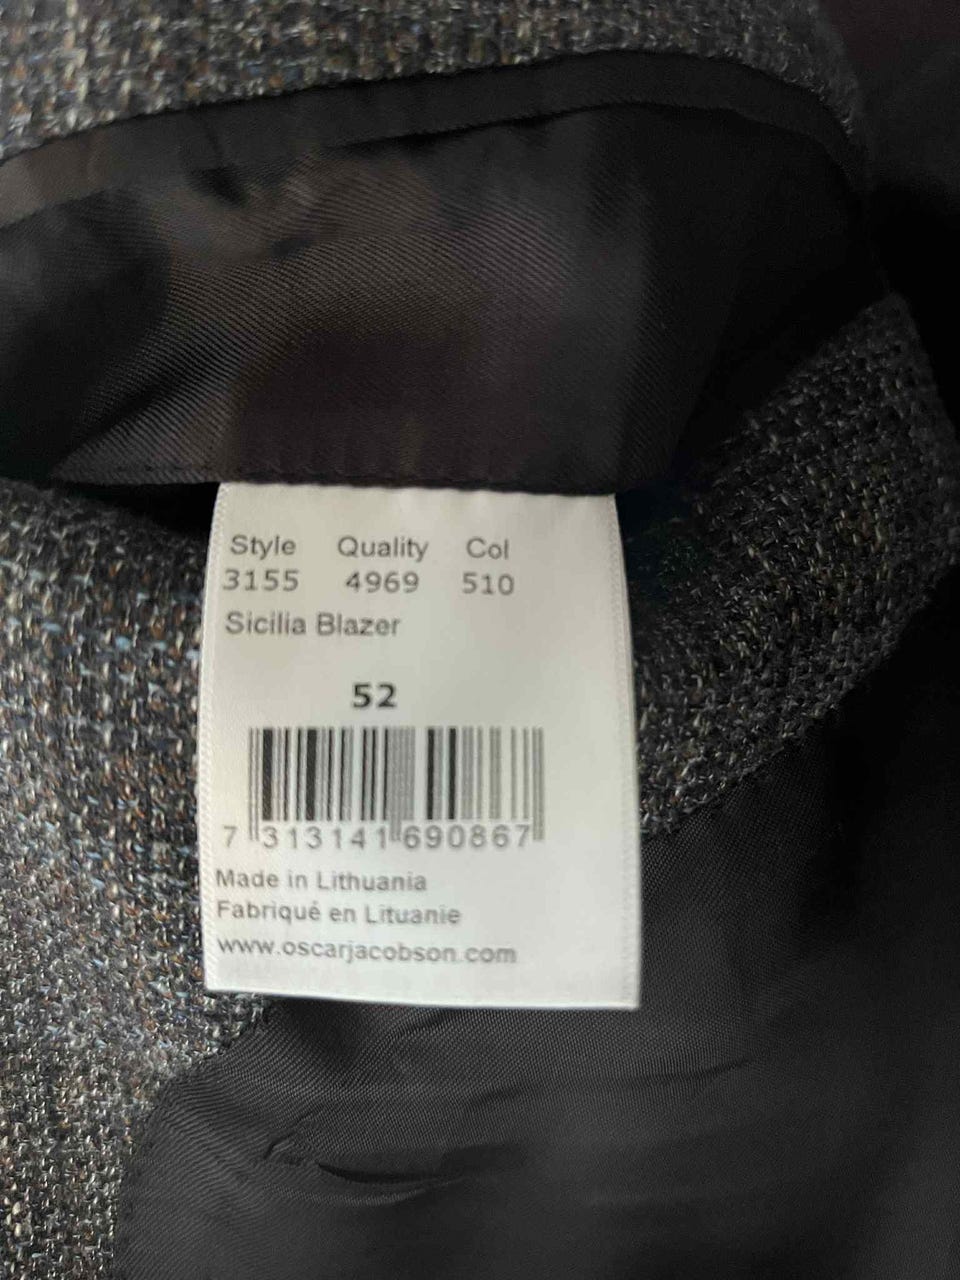 Style Quality Col
3155 4969 510
Sicilia Blazer
52
7 313141 690867
Made in Lithuania
Fabriqué en Lituanie
www.oscarjacobson.com